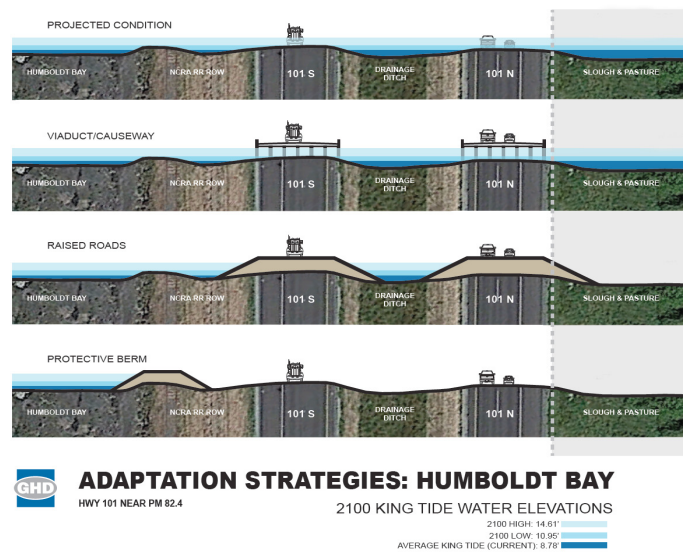 PROJECTED CONDITION
HUMBOLDT BAY
NCRA RR ROW
101 S
DRAINAGE
DITCH
101 N
SLOUGH & PASTURE
VIADUCT/CAUSEWAY
HUMBOLDT BAY
NCRA RR ROW
101 S
DRAINAGE
DITCH
101 N
SLOUGH & PASTURE
RAISED ROADS
HUMBOLDT BAY
NCRA RR ROW
101 S
DRAINAGE
DITCH
101 N
SLOUGH & PASTURE
PROTECTIVE BERM
HUMBOLDT BAY
NCRA RR ROW
101 S
DRAINAGE
DITCH
101 N
SLOUGH & PASTURE
GHD
ADAPTATION STRATEGIES: HUMBOLDT BAY
HWY 101 NEAR PM 82.4
2100 KING TIDE WATER ELEVATIONS
2100 HIGH: 14.61'
2100 LOW: 10.95'
AVERAGE KING TIDE (CURRENT): 8.78'